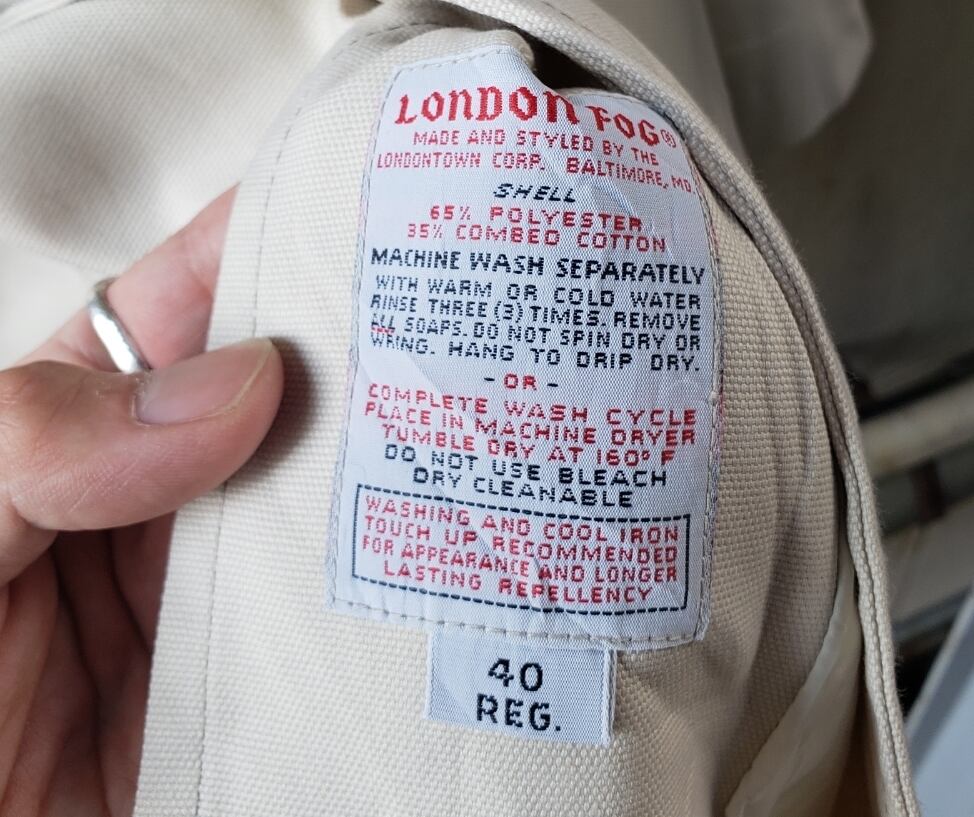 LONDON FOG®
MADE AND STYLED BY THE
LONDONTOWN CORP. BALTIMORE, MD.
SHELL
65% POLYESTER
35% COMBED COTTON
MACHINE WASH SEPARATELY
WITH WARM OR COLD WATER
RINSE THREE (3) TIMES. REMOVE
ALL SOAPS. DO NOT SPIN DRY OR
WRING. HANG TO DRIP DRY.
- OR -
COMPLETE WASH CYCLE
PLACE IN MACHINE DRYER
TUMBLE DRY AT 160° F
DO NOT USE BLEACH
DRY CLEANABLE
WASHING AND COOL IRON
TOUCH UP RECOMMENDED
FOR APPEARANCE AND LONGER
LASTING REPELLENCY
40
REG.